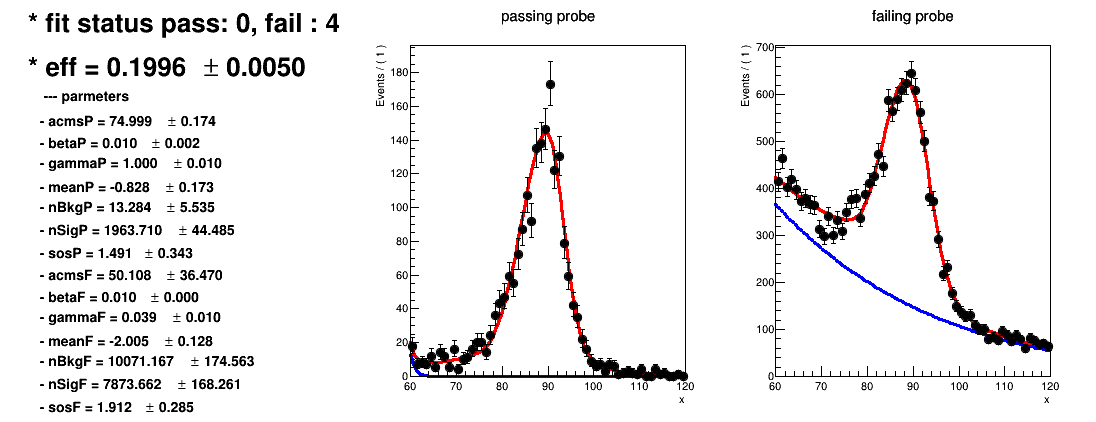 * fit status pass: 0, fail : 4
* eff = 0.1996 ± 0.0050
--- parmeters
- acmsP = 74.999 ± 0.174
- betaP = 0.010 ± 0.002
- gammaP = 1.000 ± 0.010
- meanP = -0.828 ± 0.173
- nBkgP = 13.284 ± 5.535
- nSigP = 1963.710 ± 44.485
- sosP = 1.491 ± 0.343
- acmsF = 50.108 ± 36.470
- betaF = 0.010 ± 0.000
- gammaF = 0.039 ± 0.010
- meanF = -2.005 ± 0.128
- nBkgF = 10071.167 ± 174.563
- nSigF = 7873.662 ± 168.261
- sosF = 1.912 ± 0.285
passing probe
Events / ( 1 )
180
160
140
120
100
80
60
40
20
0
60 70 80 90 100 110 120
x
failing probe
Events / ( 1 )
700
600
500
400
300
200
100
0
60 70 80 90 100 110 120
x